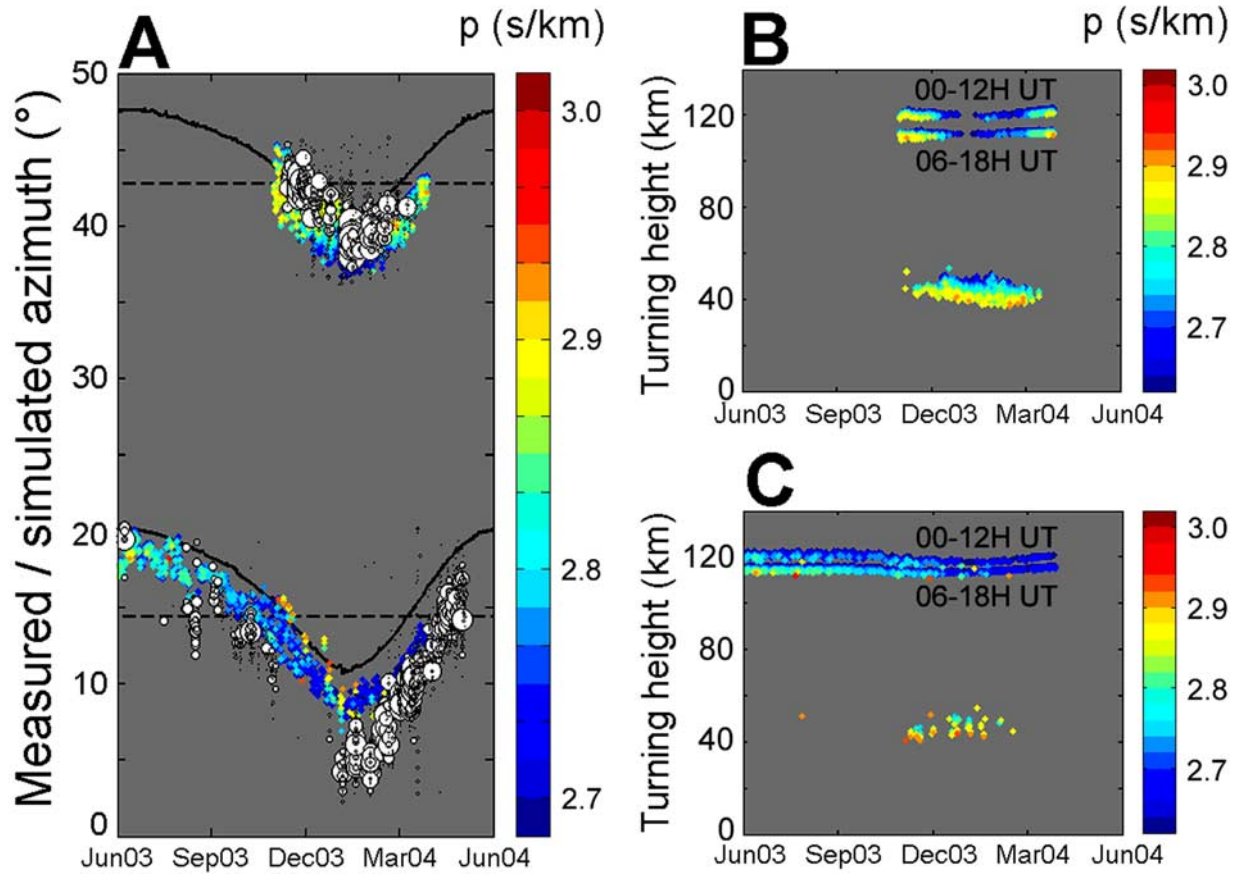 A
p (s/km)
50
40
30
20
10
0
Measured / simulated azimuth (°)
Jun03 Sep03 Dec03 Mar04 Jun04
3.0
2.9
2.8
2.7
B
p (s/km)
00-12H UT
06-18H UT
120
80
40
0
Turning height (km)
Jun03 Sep03 Dec03 Mar04 Jun04
3.0
2.9
2.8
2.7
C
00-12H UT
06-18H UT
120
80
40
0
Turning height (km)
Jun03 Sep03 Dec03 Mar04 Jun04
3.0
2.9
2.8
2.7